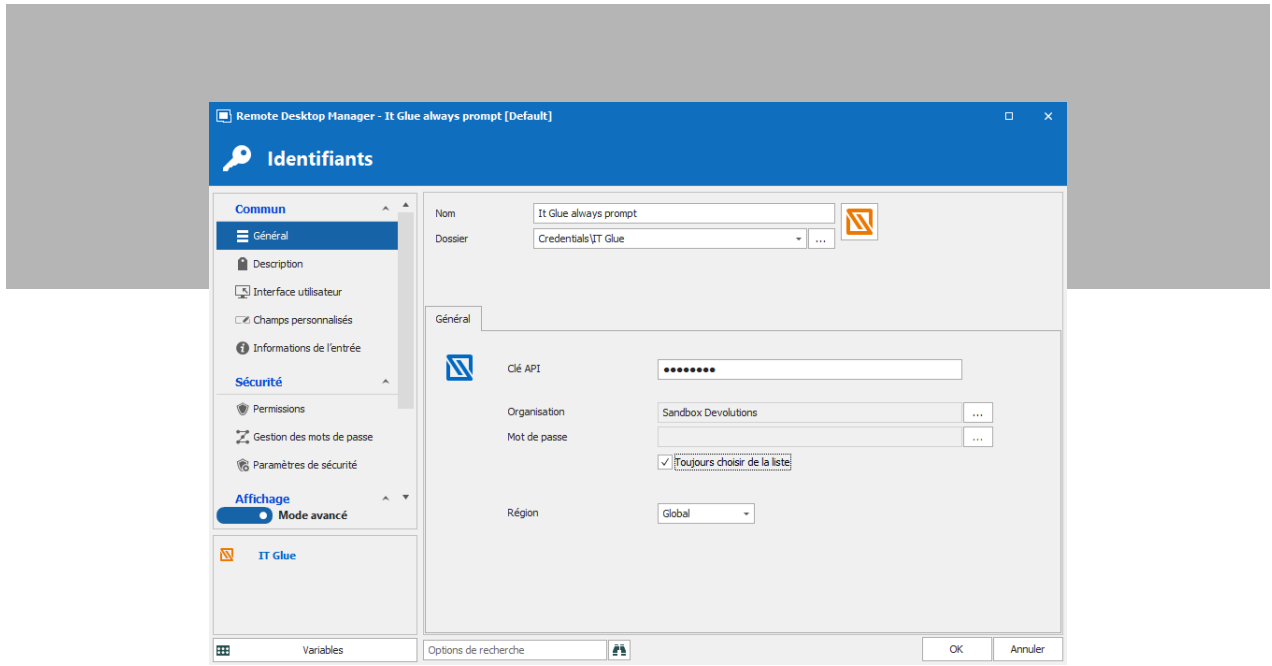 Remote Desktop Manager - It Glue always prompt [Default]
Identifiants
Commun
Général
Description
Interface utilisateur
Champs personnalisés
Informations de l'entrée
Sécurité
Permissions
Gestion des mots de passe
Paramètres de sécurité
Affichage
Mode avancé
IT Glue
Variables
Nom It Glue always prompt
Dossier Credentials\IT Glue ...
Général
Clé API ●●●●●●●●
Organisation Sandbox Devolutions ...
Mot de passe ...
Toujours choisir de la liste
Région Global
Options de recherche
OK Annuler